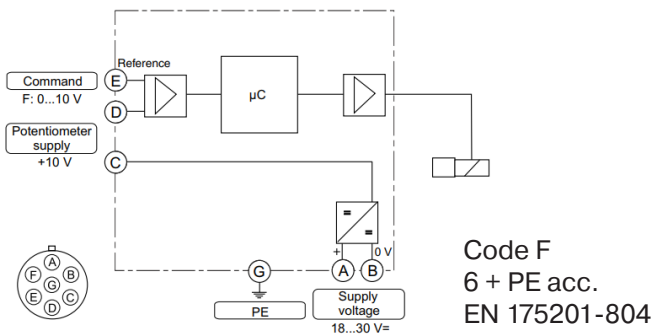 Reference
Command
E
F: 0...10 V
µC
D
Potentiometer
supply
+10 V
C
=
=
+
0 V
A
F
B
G
E
C
D
G
A
B
PE
Supply
voltage
18...30 V=
Code F
6 + PE acc.
EN 175201-804